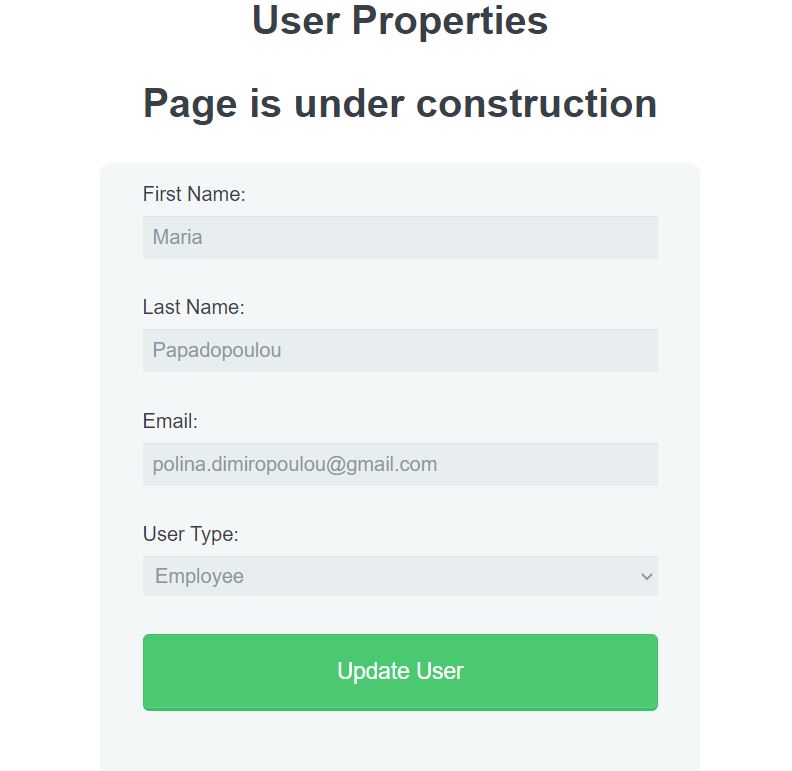 User Properties
Page is under construction
First Name:
Maria
Last Name:
Papadopoulou
Email:
polina.dimiropoulou@gmail.com
User Type:
Employee
Update User